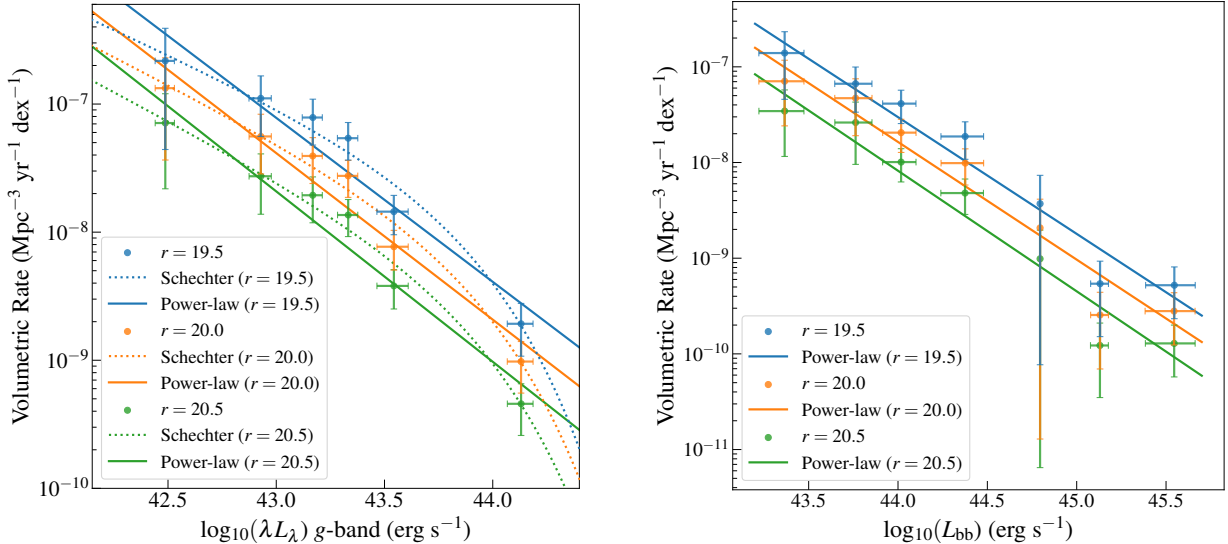 10⁻⁷
10⁻⁸
10⁻⁹
10⁻¹⁰
Volumetric Rate (Mpc⁻³ yr⁻¹ dex⁻¹)
r = 19.5
Schechter (r = 19.5)
Power-law (r = 19.5)
r = 20.0
Schechter (r = 20.0)
Power-law (r = 20.0)
r = 20.5
Schechter (r = 20.5)
Power-law (r = 20.5)
42.5 43.0 43.5 44.0
log₁₀(λL_λ) g-band (erg s⁻¹)
10⁻⁷
10⁻⁸
10⁻⁹
10⁻¹⁰
10⁻¹¹
Volumetric Rate (Mpc⁻³ yr⁻¹ dex⁻¹)
r = 19.5
Power-law (r = 19.5)
r = 20.0
Power-law (r = 20.0)
r = 20.5
Power-law (r = 20.5)
43.5 44.0 44.5 45.0 45.5
log₁₀(L_bb) (erg s⁻¹)